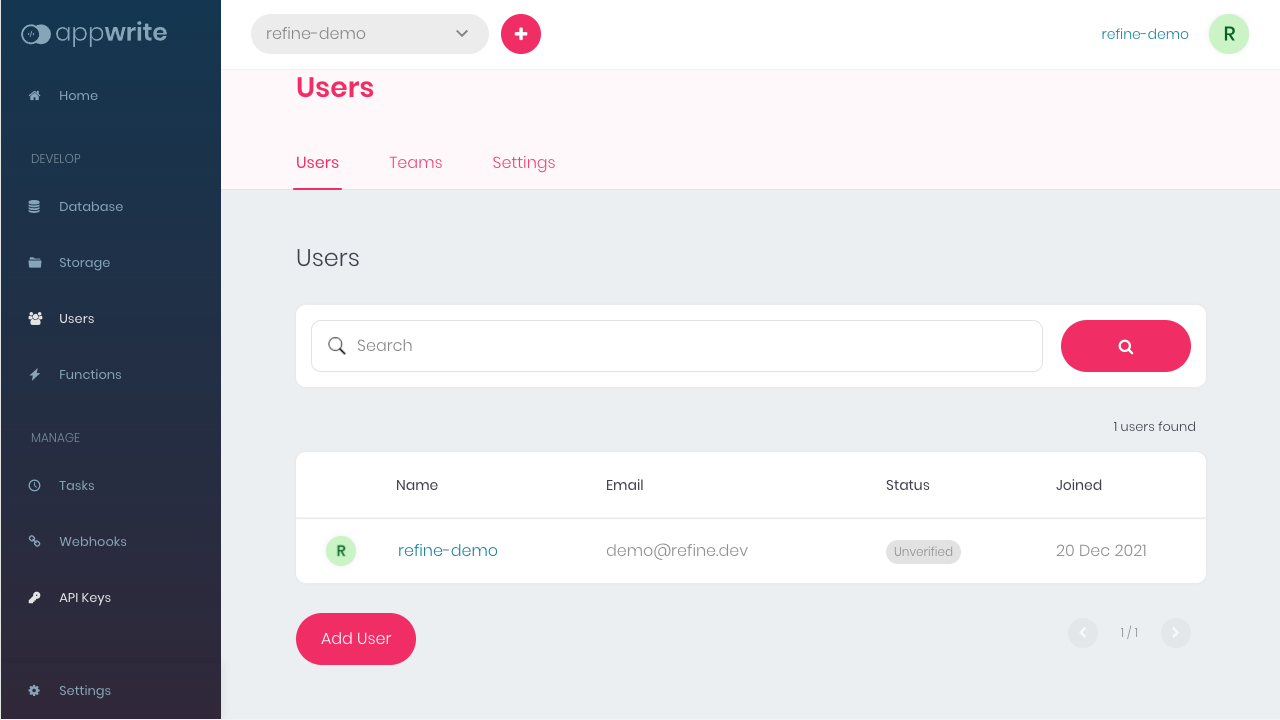 appwrite
refine-demo
refine-demo
R
Home
DEVELOP
Database
Storage
Users
Functions
MANAGE
Tasks
Webhooks
API Keys
Settings
Users
Users Teams Settings
Users
Search
1 users found
Name Email Status Joined
R refine-demo demo@refine.dev Unverified 20 Dec 2021
Add User
1 / 1